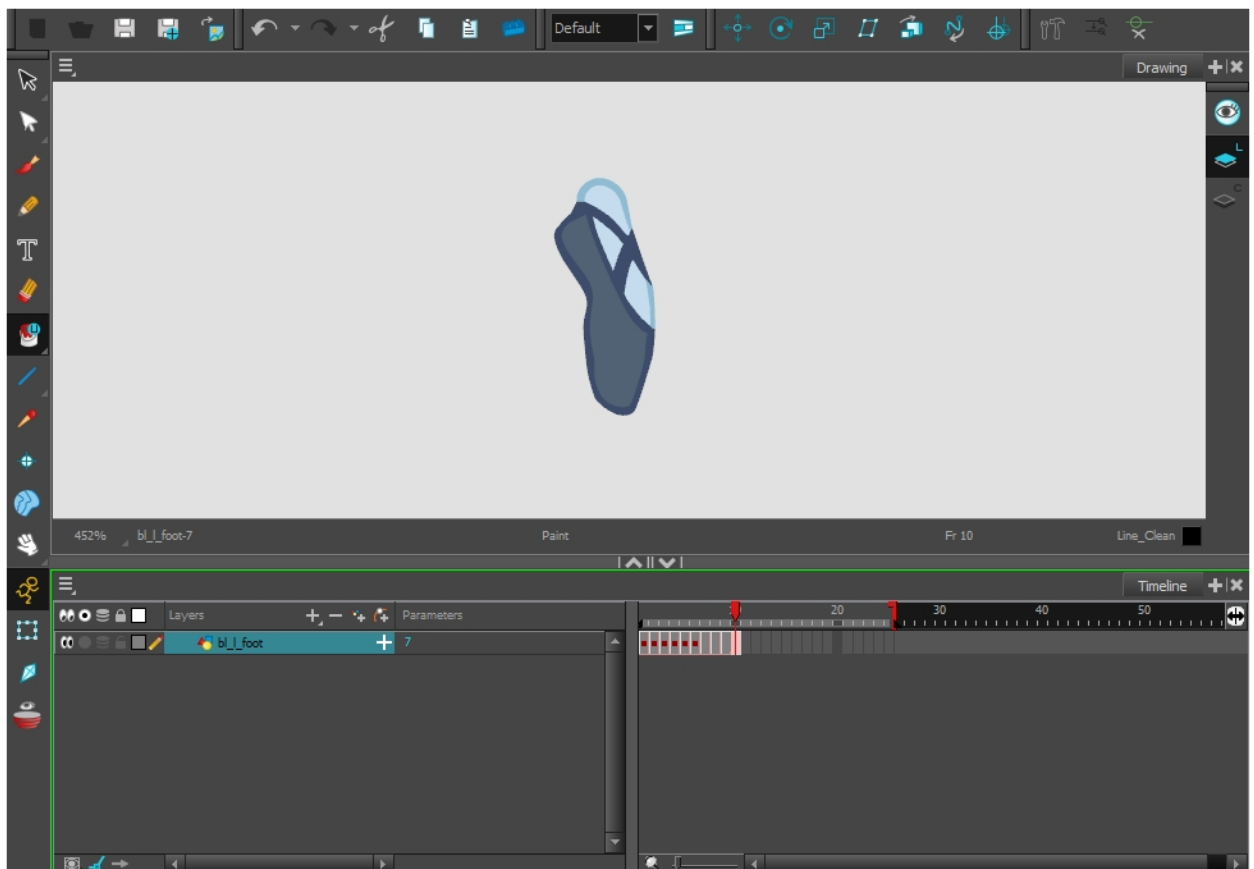 Default
Drawing
L
C
452% bl_l_foot-7 Paint Fr 10 Line_Clean
Timeline
Layers Parameters 20 30 40 50
bl_l_foot 7